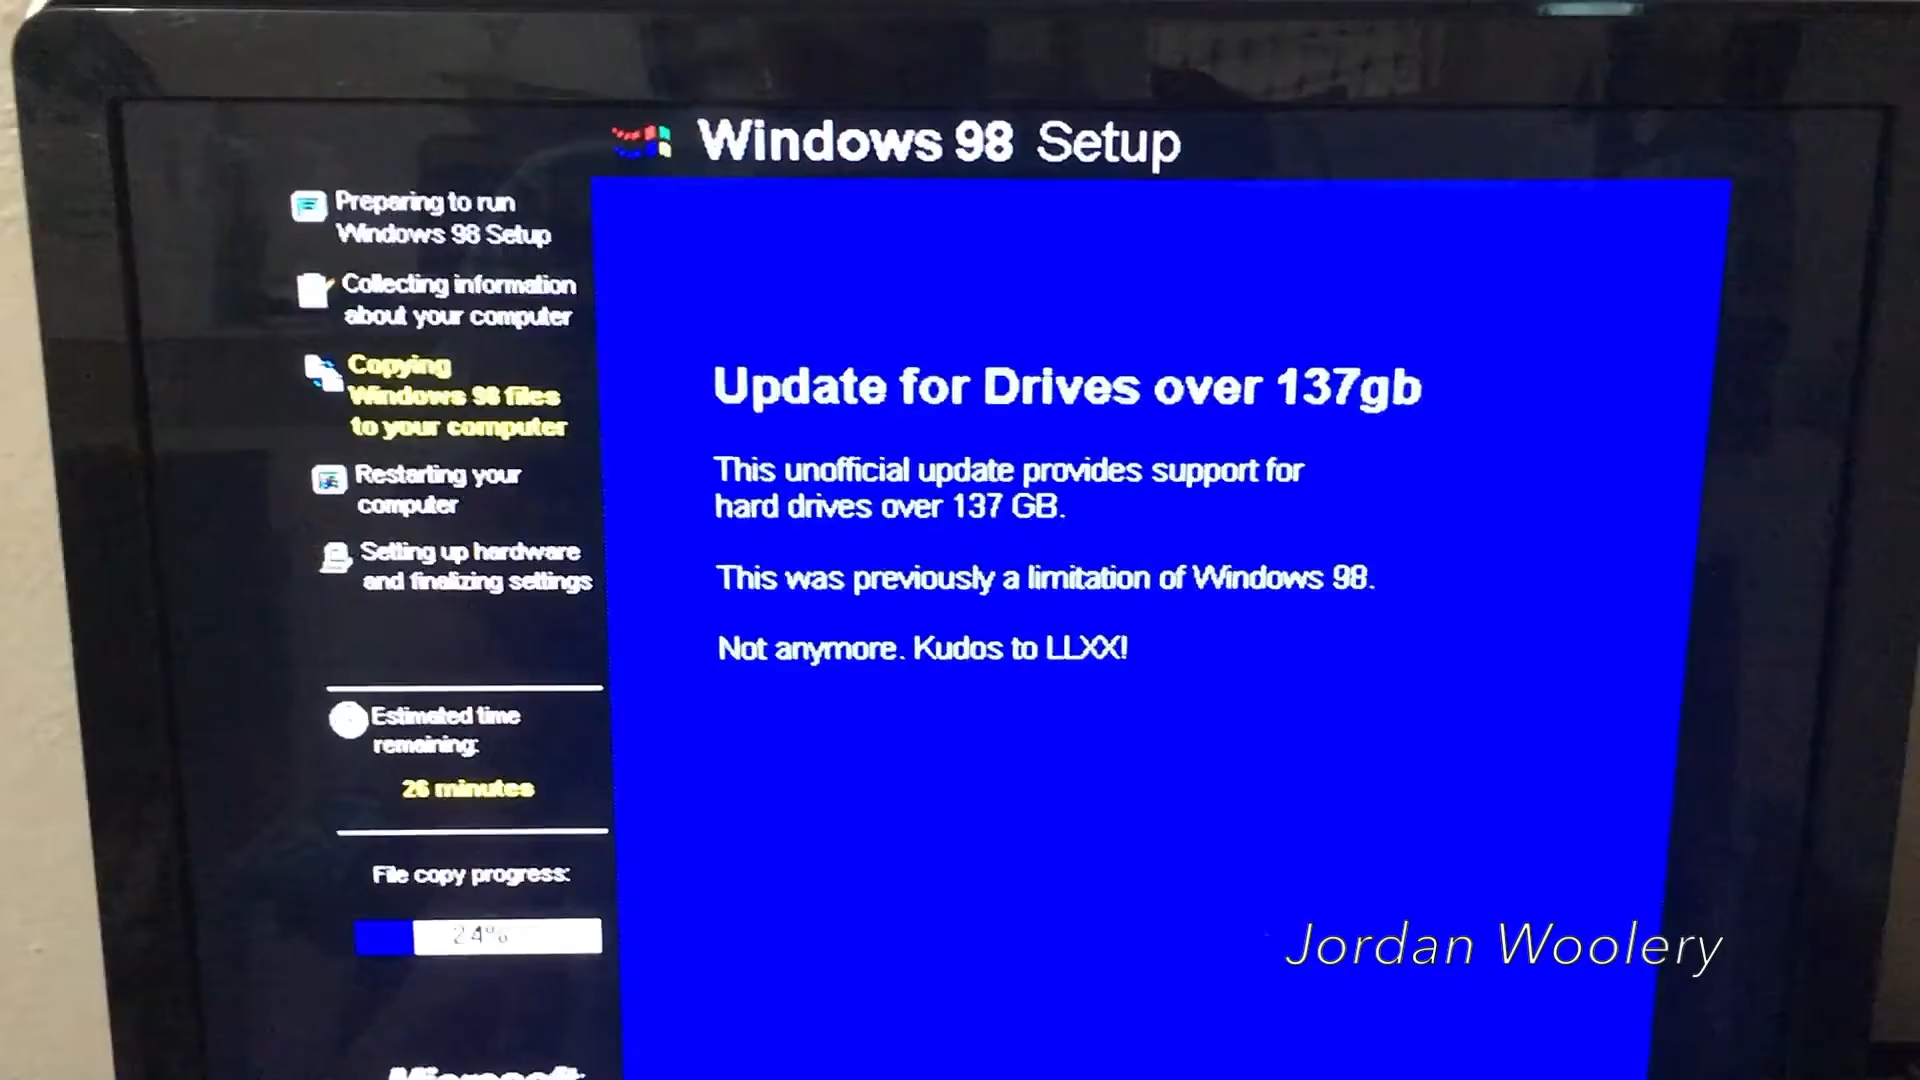 Windows 98 Setup
Preparing to run
Windows 98 Setup
Collecting information
about your computer
Copying
Windows 98 files
to your computer
Restarting your
computer
Setting up hardware
and finalizing settings
Estimated time
remaining:
26 minutes
File copy progress:
24%
Microsoft
Update for Drives over 137gb
This unofficial update provides support for
hard drives over 137 GB.
This was previously a limitation of Windows 98.
Not anymore. Kudos to LLXX!
Jordan Woolery